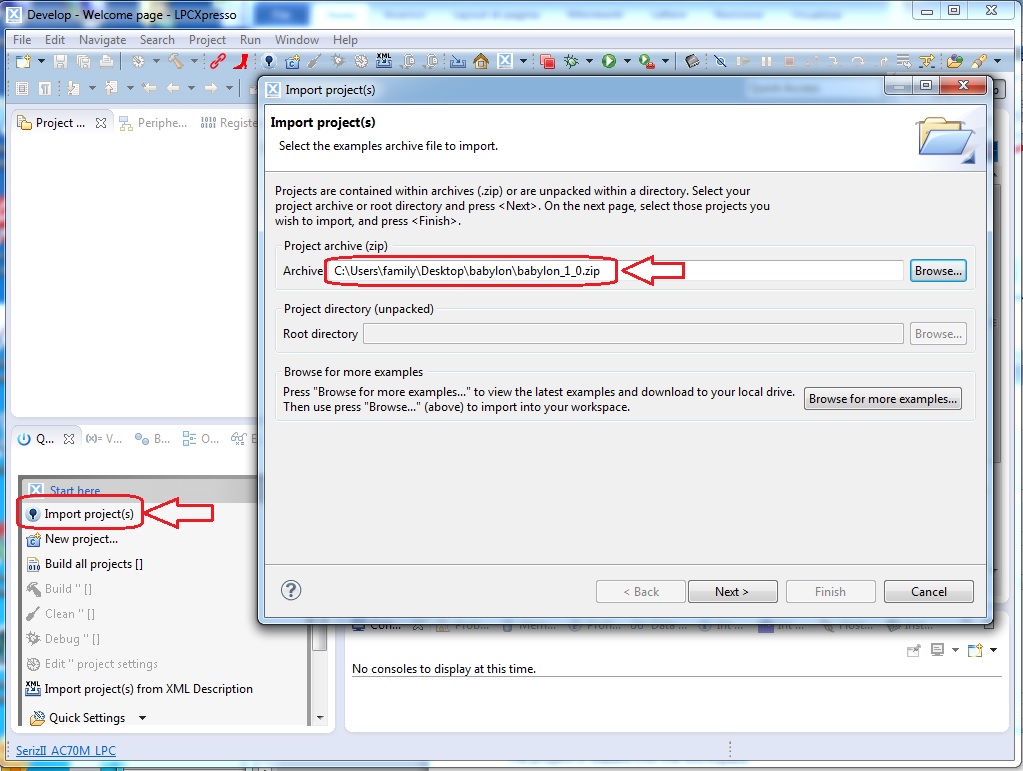 Develop - Welcome page - LPCXpresso
File Edit Navigate Search Project Run Window Help
Project ... Periphe... Registe
Import project(s)
Import project(s)
Select the examples archive file to import.
Projects are contained within archives (.zip) or are unpacked within a directory. Select your
project archive or root directory and press <Next>. On the next page, select those projects you
wish to import, and press <Finish>.
Project archive (zip)
Archive C:\Users\family\Desktop\babylon\babylon_1_0.zip Browse...
Project directory (unpacked)
Root directory Browse...
Browse for more examples
Press "Browse for more examples..." to view the latest examples and download to your local drive.
Then use press "Browse..." (above) to import into your workspace.
Browse for more examples...
< Back Next > Finish Cancel
Q... (x)= V... B... O... E
Start here
Import project(s)
New project...
Build all projects []
Build '' []
Clean '' []
Debug '' []
Edit '' project settings
Import project(s) from XML Description
Quick Settings
No consoles to display at this time.
SerizII_AC70M_LPC